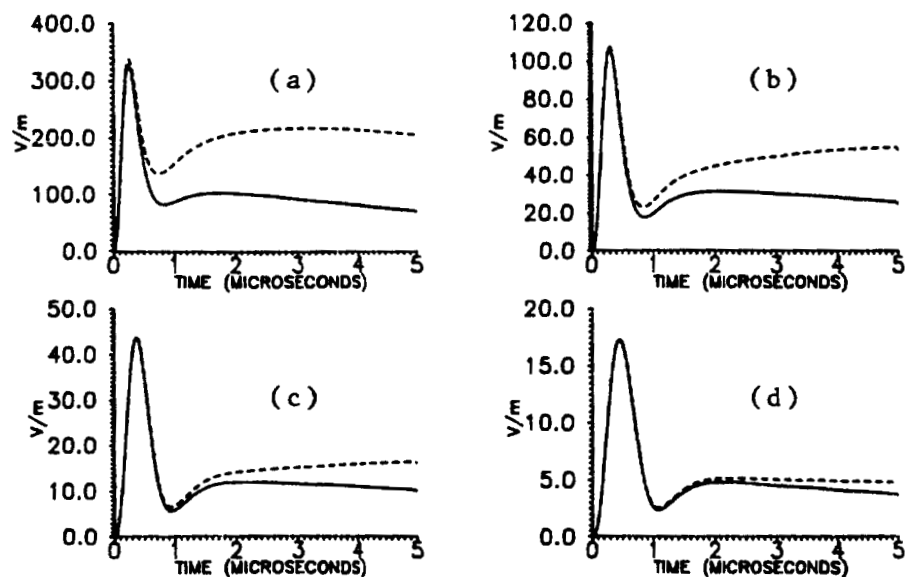 400.0
300.0
200.0
100.0
0.0
V/m
(a)
0 1 2 3 4 5
TIME (MICROSECONDS)
120.0
100.0
80.0
60.0
40.0
20.0
0.0
V/m
(b)
0 1 2 3 4 5
TIME (MICROSECONDS)
50.0
40.0
30.0
20.0
10.0
0.0
V/m
(c)
0 1 2 3 4 5
TIME (MICROSECONDS)
20.0
15.0
10.0
5.0
0.0
V/m
(d)
0 1 2 3 4 5
TIME (MICROSECONDS)